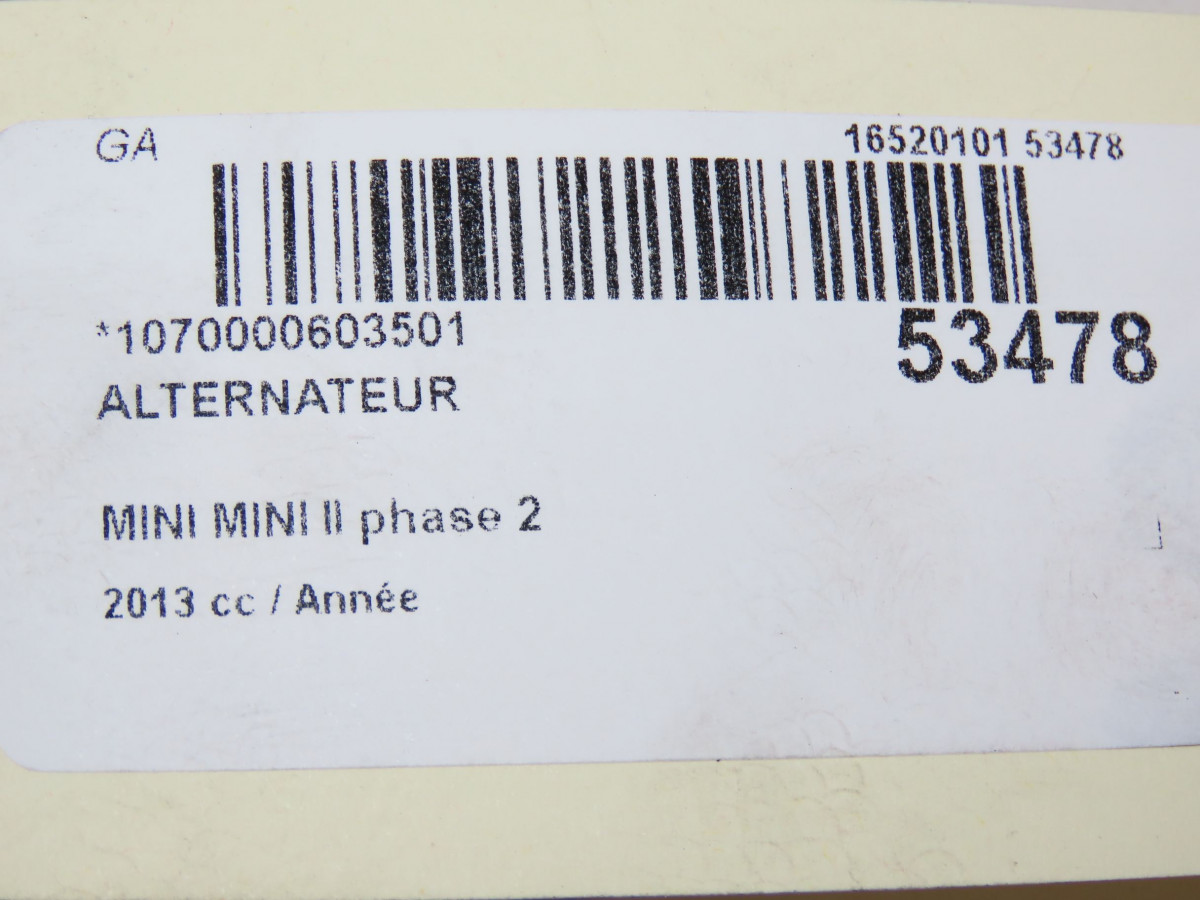 GA
16520101 53478
*1070000603501
53478
ALTERNATEUR
MINI MINI II phase 2
2013 cc / Année